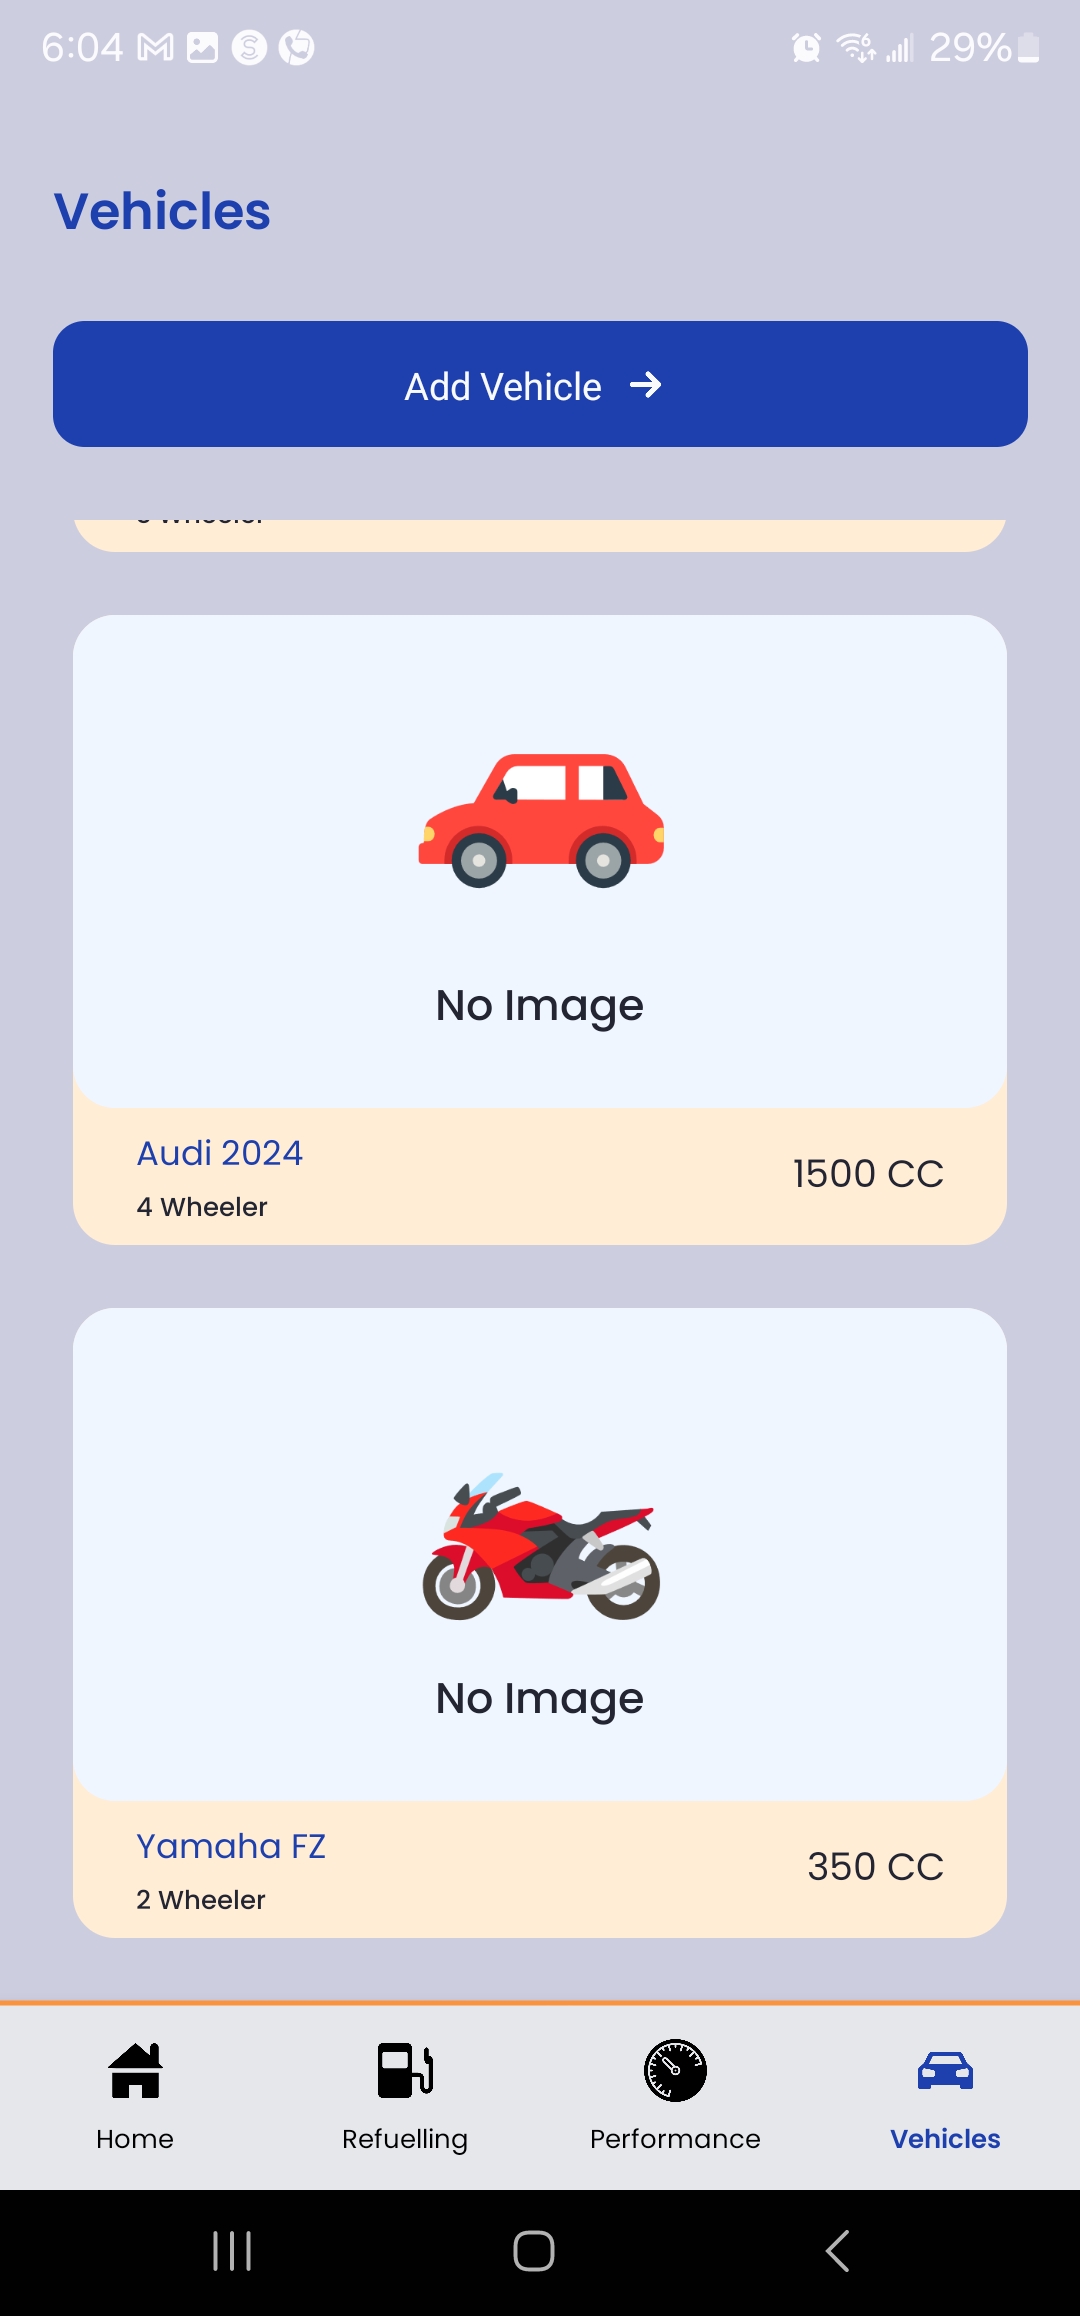 6:04
29%
Vehicles
Add Vehicle
Wheeler
No Image
Audi 2024
1500 CC
4 Wheeler
No Image
Yamaha FZ
350 CC
2 Wheeler
Home
Refuelling
Performance
Vehicles